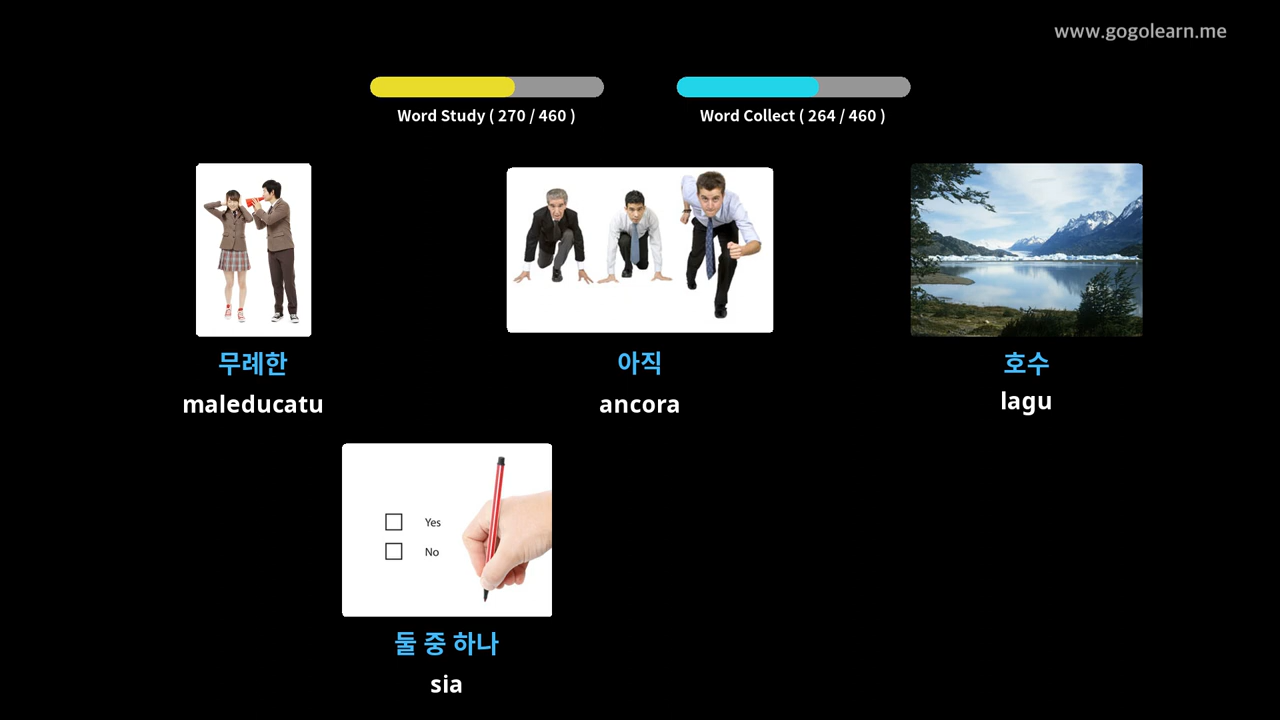 www.gogolearn.me
Word Study ( 270 / 460 )
Word Collect ( 264 / 460 )
무례한
maleducatu
아직
ancora
호수
lagu
Yes
No
둘 중 하나
sia